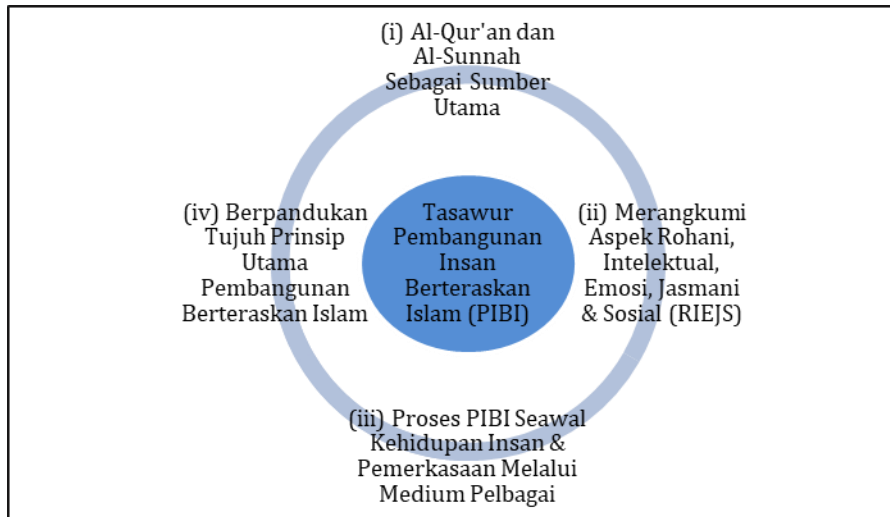 (i) Al-Qur'an dan
Al-Sunnah
Sebagai Sumber
Utama
(iv) Berpandukan
Tujuh Prinsip
Utama
Pembangunan
Berteraskan Islam
Tasawur
Pembangunan
Insan
Berteraskan
Islam (PIBI)
(ii) Merangkumi
Aspek Rohani,
Intelektual,
Emosi, Jasmani
& Sosial (RIEJS)
(iii) Proses PIBI Seawal
Kehidupan Insan &
Pemerkasaan Melalui
Medium Pelbagai